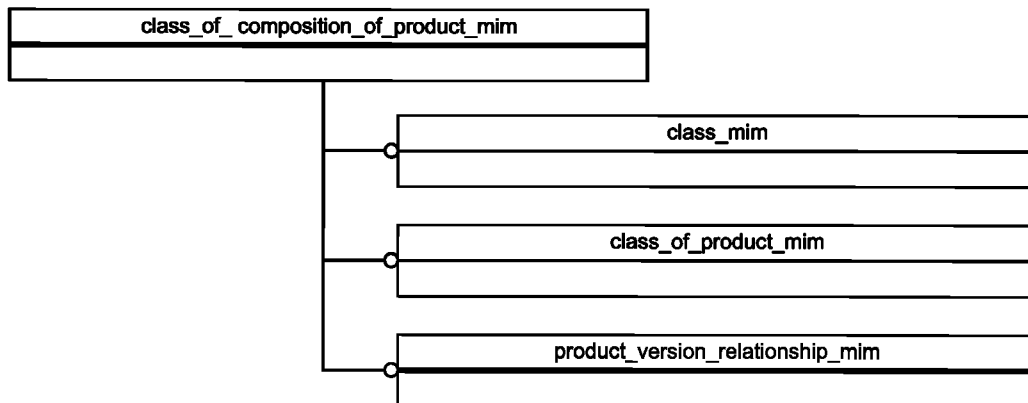 class_of_ composition_of_product_mim
class_mim
class_of_product_mim
product_version_relationship_mim